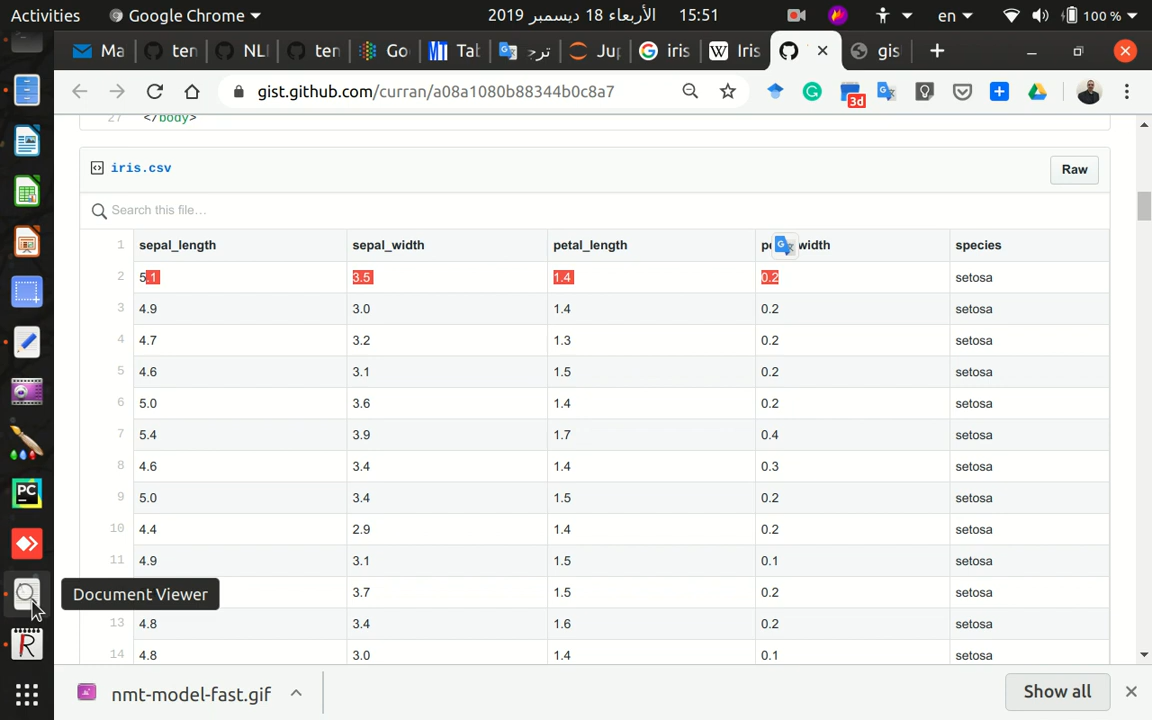 Activities
Google Chrome
2019 الأربعاء 18 ديسمبر 15:51
en
100 %
Ma
ten
NLI
ten
Go
Tab
ترج
Jup
iris
Iris
gis
gist.github.com/curran/a08a1080b88344b0c8a7
3d
27 </body>
iris.csv
Raw
Search this file…
1 sepal_length sepal_width petal_length pe width species
2 5.1 3.5 1.4 0.2 setosa
3 4.9 3.0 1.4 0.2 setosa
4 4.7 3.2 1.3 0.2 setosa
5 4.6 3.1 1.5 0.2 setosa
6 5.0 3.6 1.4 0.2 setosa
7 5.4 3.9 1.7 0.4 setosa
8 4.6 3.4 1.4 0.3 setosa
9 5.0 3.4 1.5 0.2 setosa
10 4.4 2.9 1.4 0.2 setosa
11 4.9 3.1 1.5 0.1 setosa
3.7 1.5 0.2 setosa
13 4.8 3.4 1.6 0.2 setosa
14 4.8 3.0 1.4 0.1 setosa
PC
Document Viewer
R
nmt-model-fast.gif
Show all